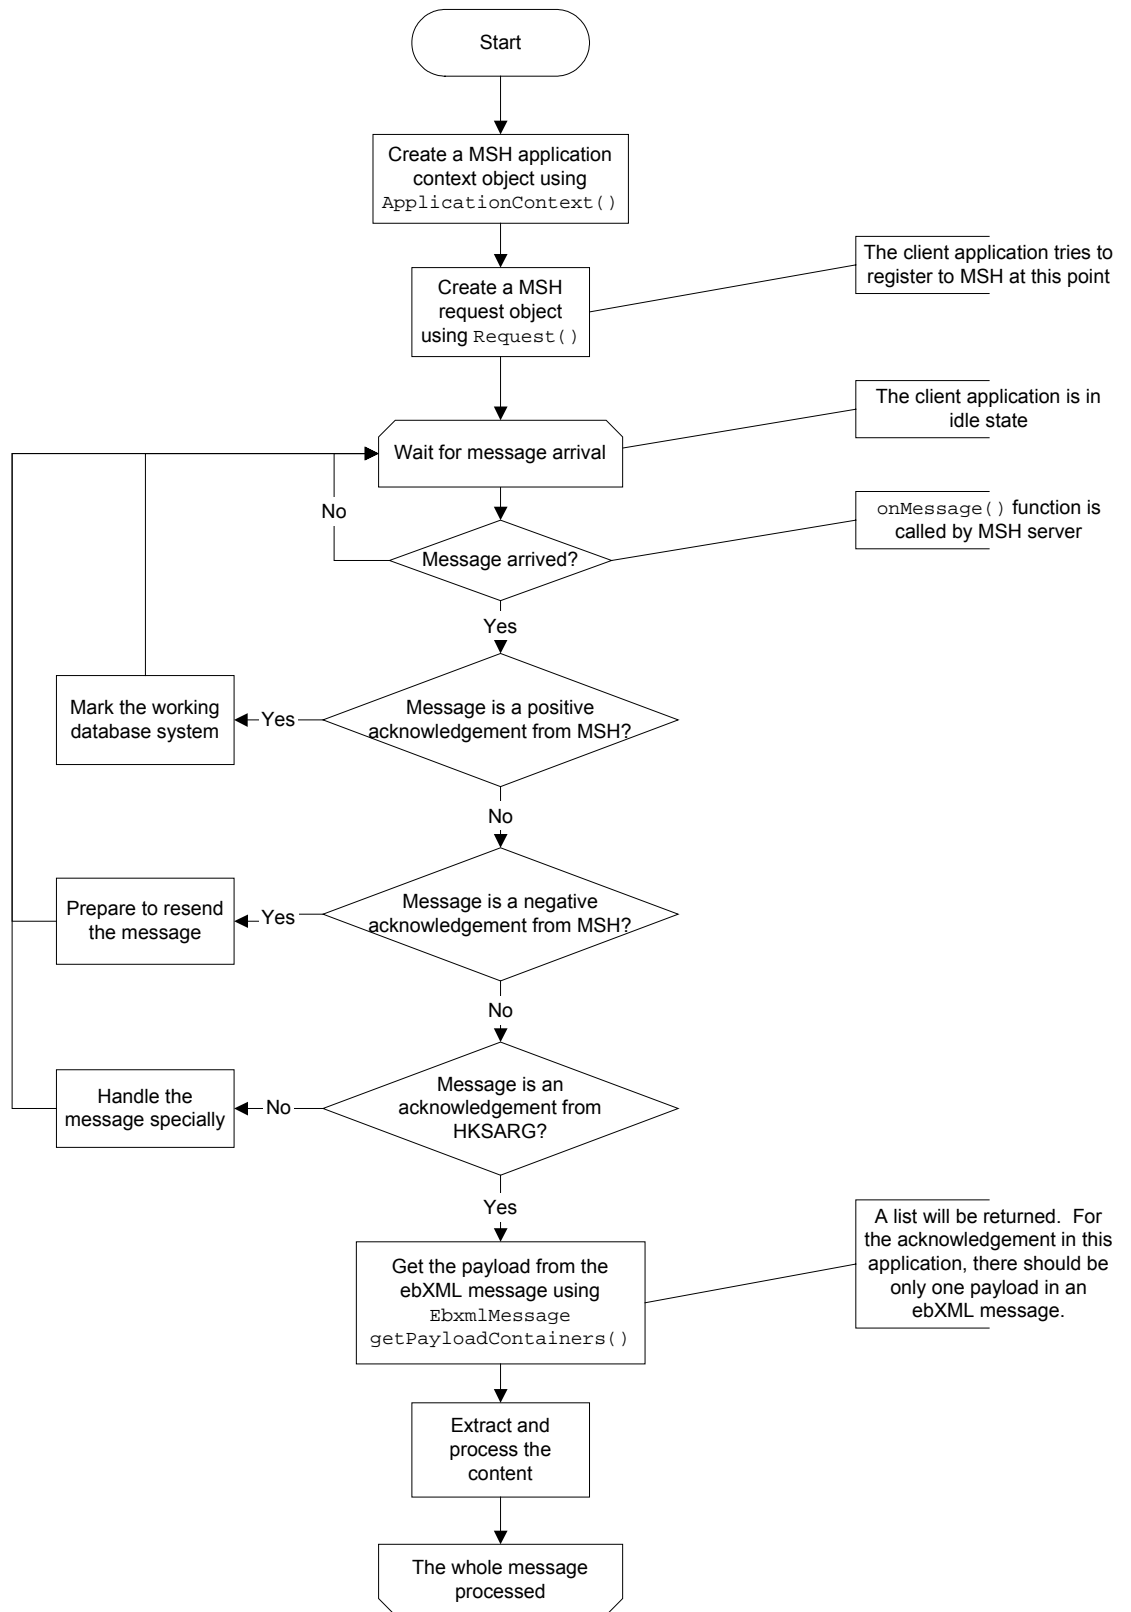 Start
Create a MSH application
context object using
ApplicationContext()
The client application tries to
register to MSH at this point
Create a MSH
request object
using Request()
The client application is in
idle state
Wait for message arrival
No
onMessage() function is
called by MSH server
Message arrived?
Yes
Mark the working
database system
Yes
Message is a positive
acknowledgement from MSH?
No
Prepare to resend
the message
Yes
Message is a negative
acknowledgement from MSH?
No
Handle the
message specially
No
Message is an
acknowledgement from
HKSARG?
Yes
A list will be returned.  For
the acknowledgement in this
application, there should be
only one payload in an
ebXML message.
Get the payload from the
ebXML message using
EbxmlMessage
getPayloadContainers()
Extract and
process the
content
The whole message
processed